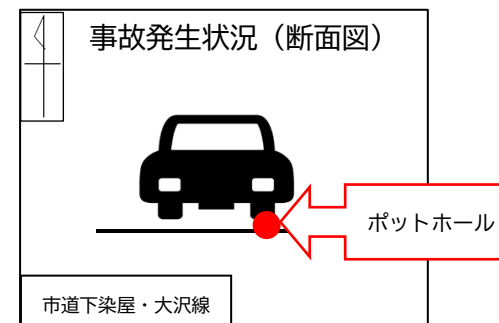 事故発生状況（断面図）
ポットホール
市道下染屋・大沢線